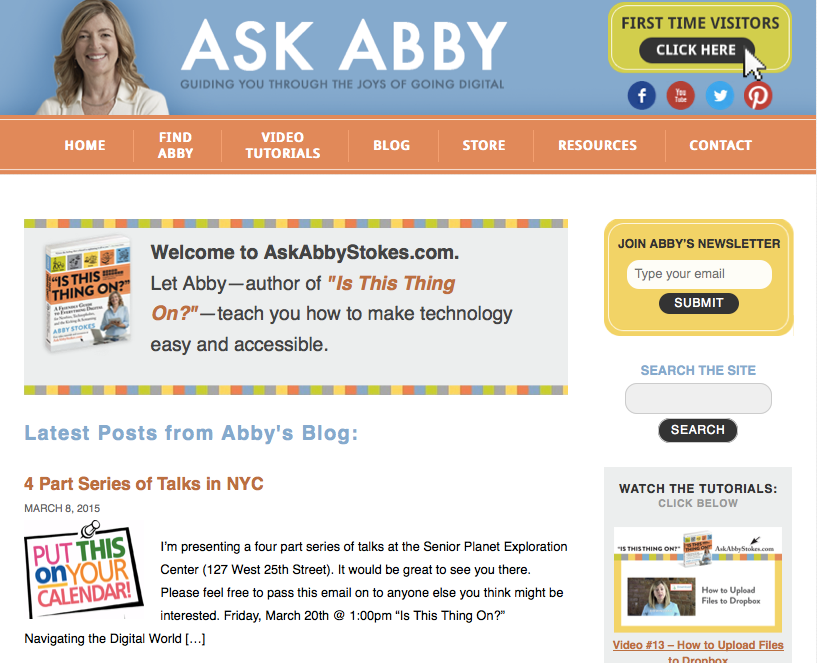 ASK ABBY
GUIDING YOU THROUGH THE JOYS OF GOING DIGITAL
FIRST TIME VISITORS
CLICK HERE
You
Tube
HOME
FIND
ABBY
VIDEO
TUTORIALS
BLOG
STORE
RESOURCES
CONTACT
"IS THIS
THING ON?"
A FRIENDLY GUIDE
TO EVERYTHING DIGITAL
ABBY STOKES
Welcome to AskAbbyStokes.com.
Let Abby—author of "Is This Thing
On?"—teach you how to make technology
easy and accessible.
JOIN ABBY'S NEWSLETTER
Type your email
SUBMIT
SEARCH THE SITE
SEARCH
Latest Posts from Abby's Blog:
4 Part Series of Talks in NYC
MARCH 8, 2015
PUT THIS
on YOUR
CALENDAR!
I'm presenting a four part series of talks at the Senior Planet Exploration
Center (127 West 25th Street). It would be great to see you there.
Please feel free to pass this email on to anyone else you think might be
interested. Friday, March 20th @ 1:00pm “Is This Thing On?”
Navigating the Digital World […]
WATCH THE TUTORIALS:
CLICK BELOW
"IS THIS THING ON?"
AskAbbyStokes.com
How to Upload
Files to Dropbox
Video #13 – How to Upload Files
to Dropbox